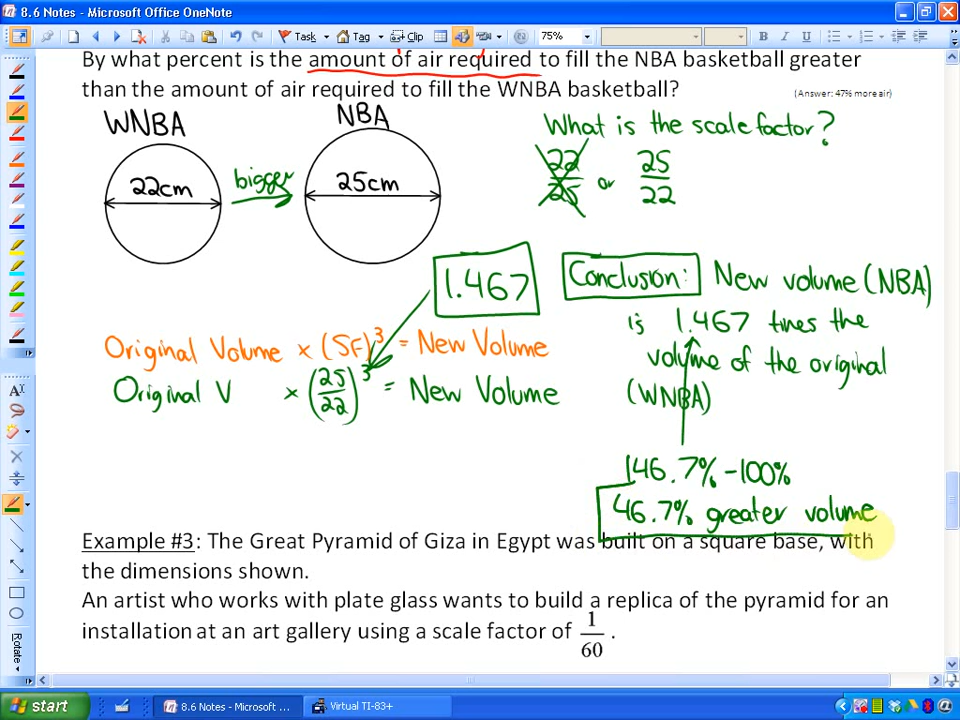 8.6 Notes - Microsoft Office OneNote
Task Tag Clip 75% B I U
By what percent is the amount of air required to fill the NBA basketball greater
than the amount of air required to fill the WNBA basketball? (Answer: 47% more air)
WNBA NBA What is the scale factor?
22cm bigger 25cm
22/25 or 25/22
1.467
Conclusion: New volume (NBA)
is 1.467 times the
volume of the original
(WNBA)
Original Volume × (SF)³ = New Volume
Original V × (25/22)³ = New Volume
146.7% - 100%
46.7% greater volume
Example #3: The Great Pyramid of Giza in Egypt was built on a square base, with
the dimensions shown.
An artist who works with plate glass wants to build a replica of the pyramid for an
installation at an art gallery using a scale factor of 1/60.
Rotate
start 8.6 Notes - Microsoft ... Virtual TI-83+